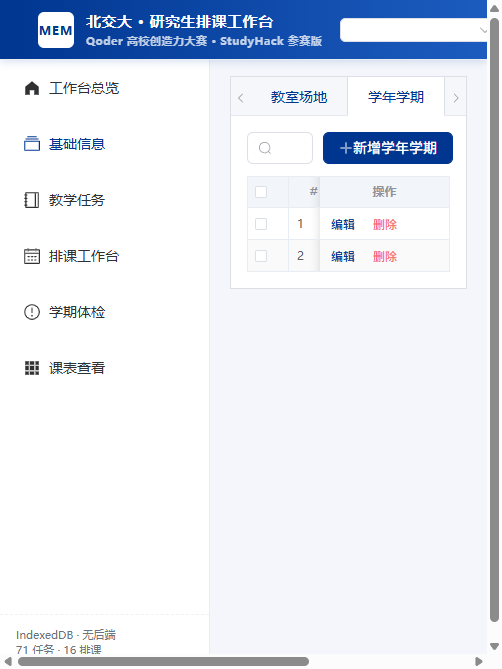 MEM
北交大·研究生排课工作台
Qoder 高校创造力大赛 · StudyHack 参赛版
工作台总览
基础信息
教学任务
排课工作台
学期体检
课表查看
教室场地
学年学期
新增学年学期
# 操作
1 编辑 删除
2 编辑 删除
IndexedDB · 无后端
71 任务 · 16 排课